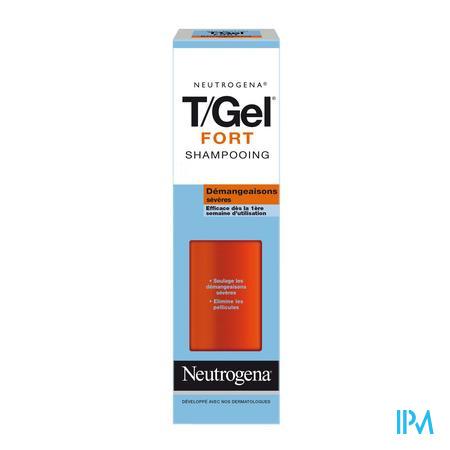 NEUTROGENA®
T/Gel®
FORT
SHAMPOOING
Démangeaisons
sévères
Efficace dès la 1ère
semaine d'utilisation
• Soulage les
démangeaisons
sévères
• Elimine les
pellicules
Neutrogena®
DÉVELOPPÉ AVEC NOS DERMATOLOGUES
IPM